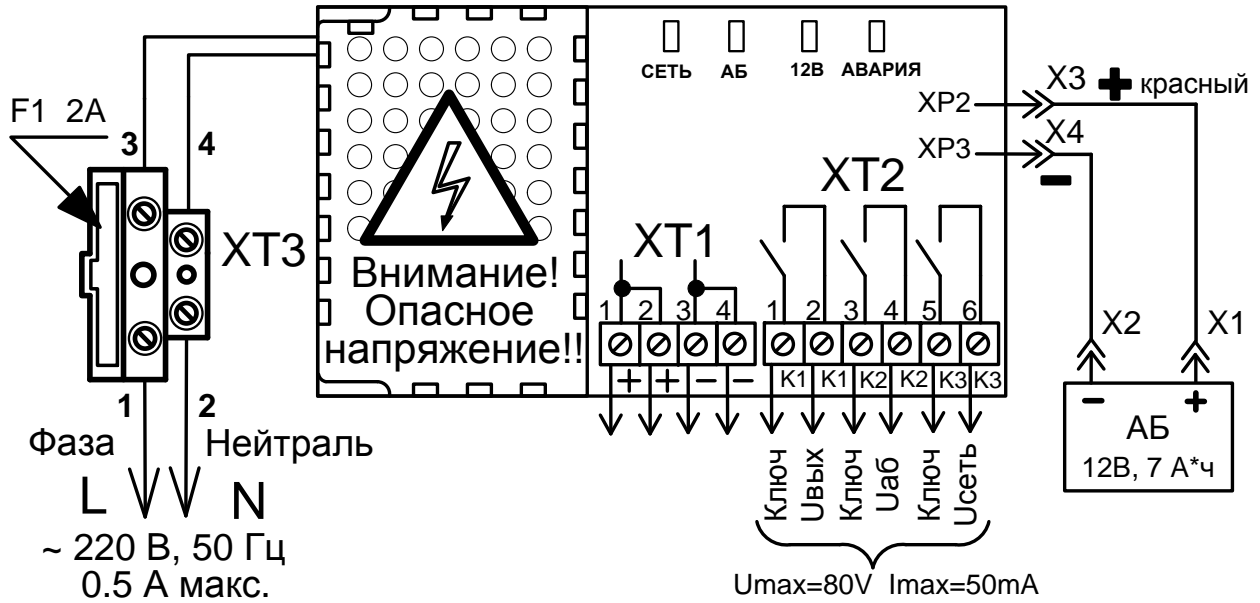 СЕТЬ АБ 12В АВАРИЯ
F1 2А
3
4
XT3
Внимание!
Опасное
напряжение!!
XP2
XP3
X3 + красный
X4
−
XT2
XT1
1 2 3 4
1 2 3 4 5 6
+ + − −
К1 К1 К2 К2 К3 К3
X2
X1
− +
АБ
12В, 7 А*ч
1
2
Фаза
Нейтраль
L
N
~ 220 В, 50 Гц
0.5 А макс.
Ключ
Uвых
Ключ
Uаб
Ключ
Uсеть
Umax=80V Imax=50mA